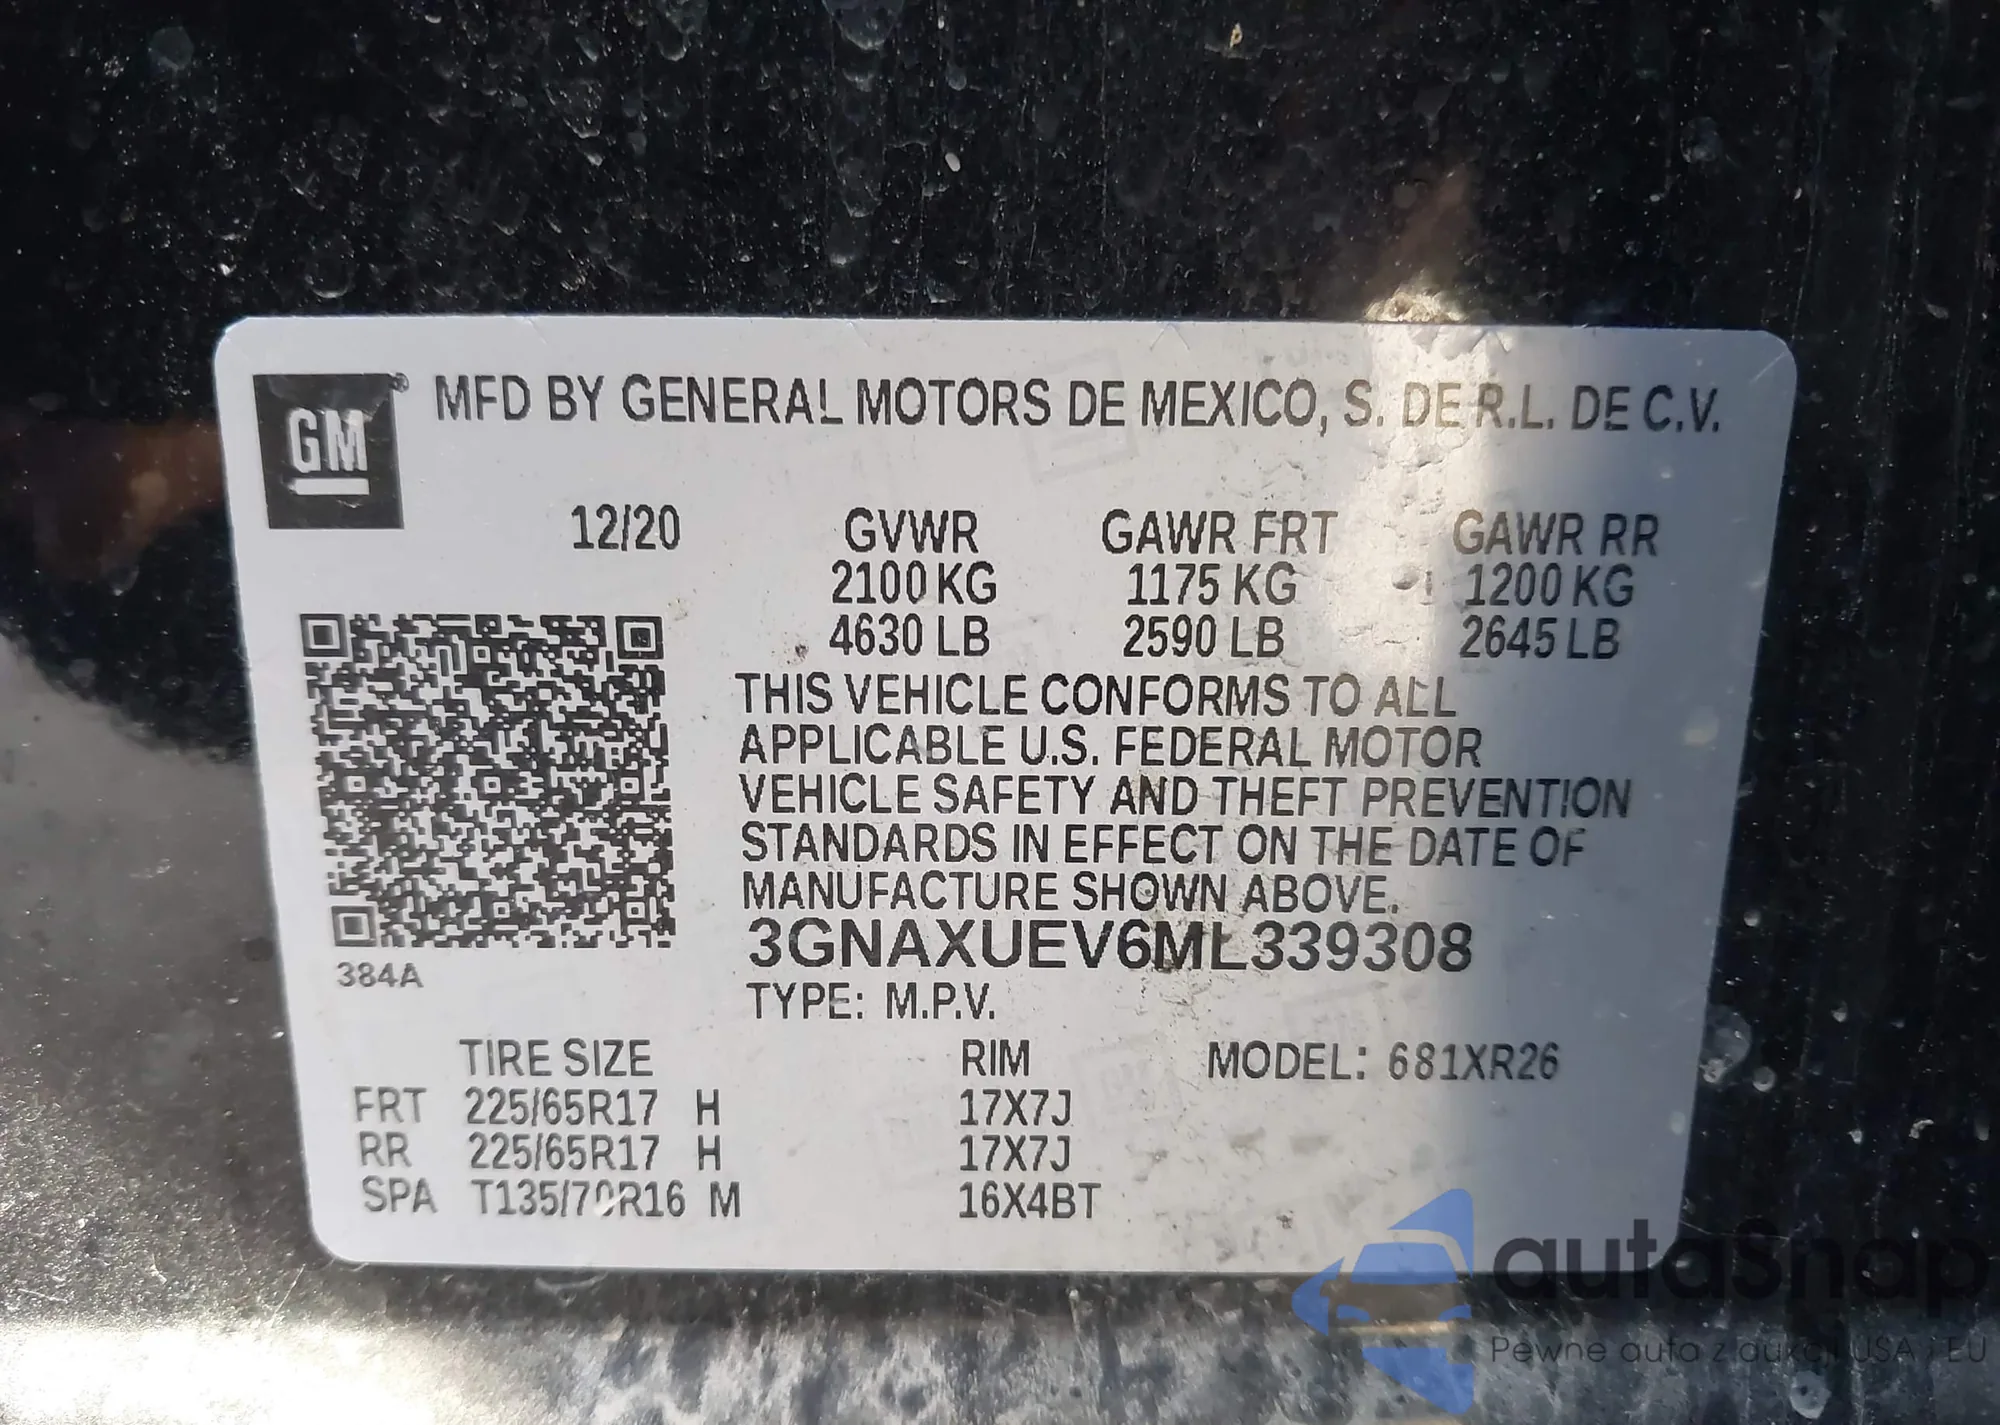 GM® MFD BY GENERAL MOTORS DE MEXICO, S. DE R.L. DE C.V.
12/20 GVWR GAWR FRT GAWR RR
2100 KG 1175 KG 1200 KG
4630 LB 2590 LB 2645 LB
THIS VEHICLE CONFORMS TO ALL
APPLICABLE U.S. FEDERAL MOTOR
VEHICLE SAFETY AND THEFT PREVENTION
STANDARDS IN EFFECT ON THE DATE OF
MANUFACTURE SHOWN ABOVE.
3GNAXUEV6ML339308
384A
TYPE: M.P.V.
TIRE SIZE RIM MODEL: 681XR26
FRT 225/65R17 H 17X7J
RR 225/65R17 H 17X7J
SPA T135/70R16 M 16X4BT
autasnap
Pewne auta z aukcji USA i EU